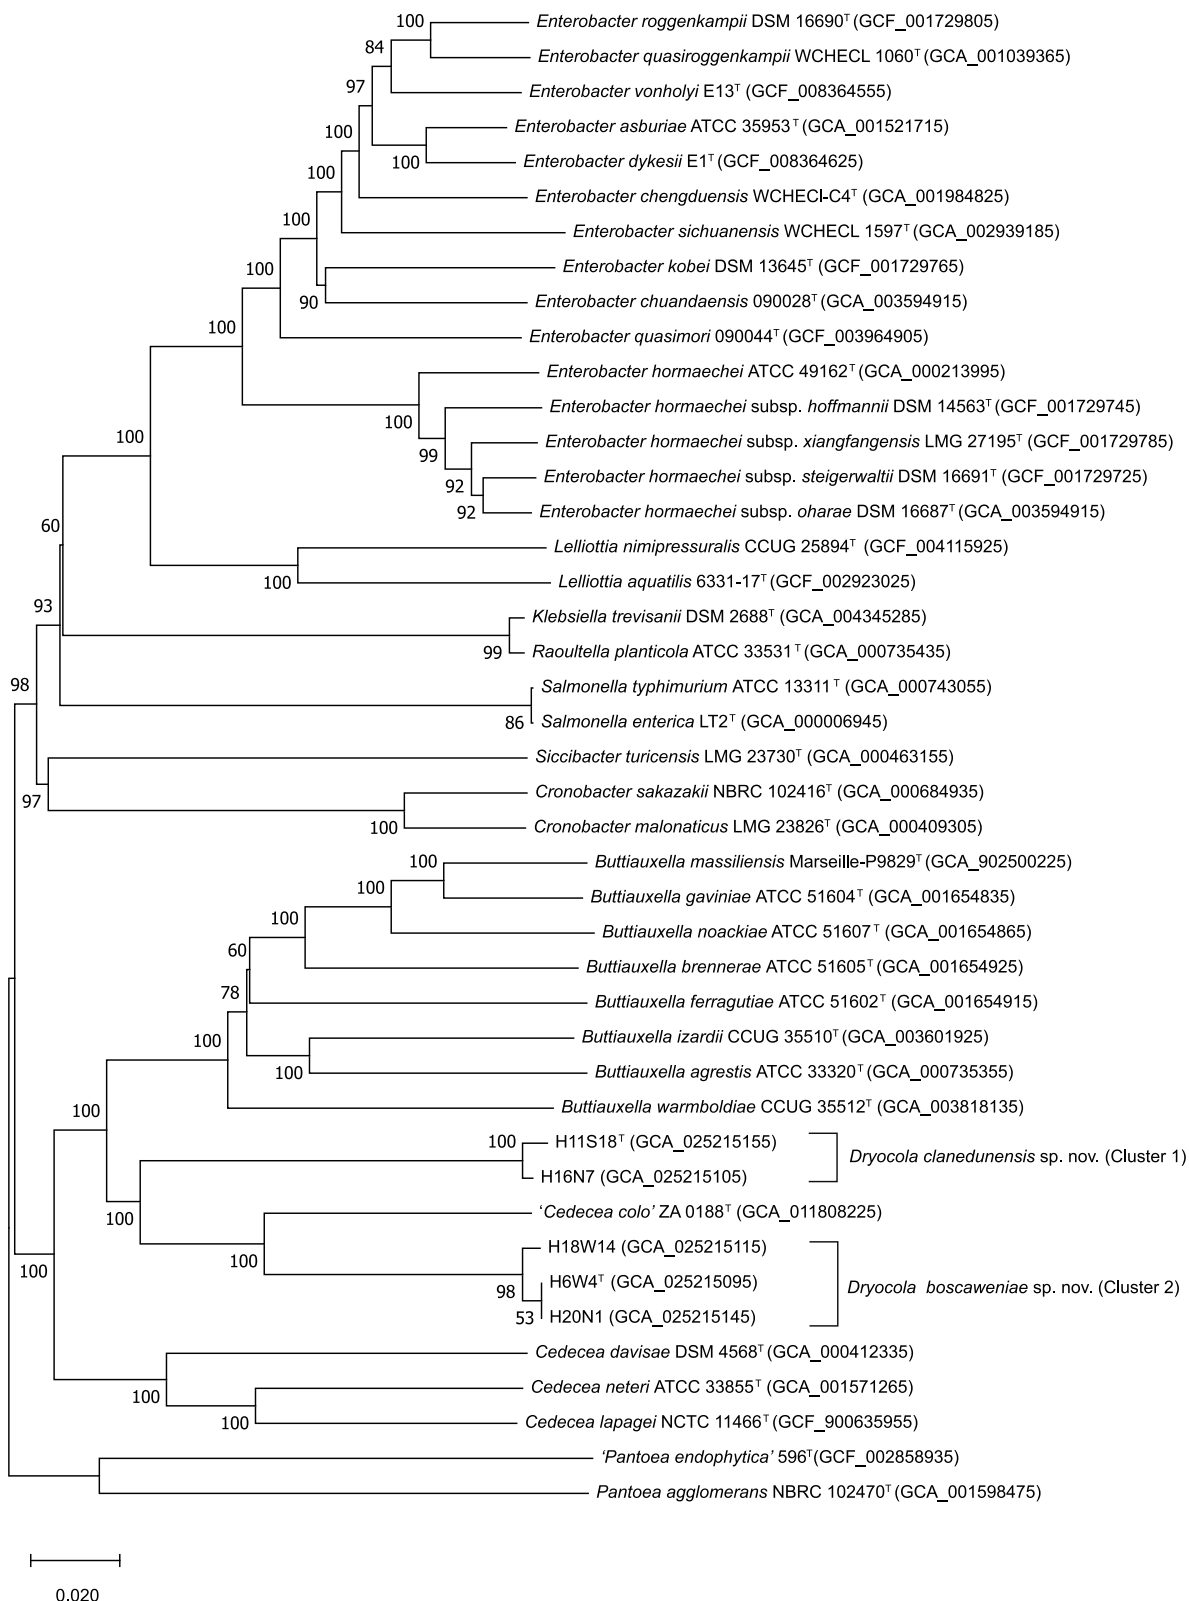 100
Enterobacter roggenkampii DSM 16690ᵀ (GCF_001729805)
84
Enterobacter quasiroggenkampii WCHECL 1060ᵀ (GCA_001039365)
97
Enterobacter vonholyi E13ᵀ (GCF_008364555)
100
Enterobacter asburiae ATCC 35953ᵀ (GCA_001521715)
100
Enterobacter dykesii E1ᵀ (GCF_008364625)
100
Enterobacter chengduensis WCHECl-C4ᵀ (GCA_001984825)
100
Enterobacter sichuanensis WCHECL 1597ᵀ (GCA_002939185)
100
Enterobacter kobei DSM 13645ᵀ (GCF_001729765)
90
Enterobacter chuandaensis 090028ᵀ (GCA_003594915)
100
Enterobacter quasimori 090044ᵀ (GCF_003964905)
Enterobacter hormaechei ATCC 49162ᵀ (GCA_000213995)
100
Enterobacter hormaechei subsp. hoffmannii DSM 14563ᵀ (GCF_001729745)
100
99
Enterobacter hormaechei subsp. xiangfangensis LMG 27195ᵀ (GCF_001729785)
92
Enterobacter hormaechei subsp. steigerwaltii DSM 16691ᵀ (GCF_001729725)
92
Enterobacter hormaechei subsp. oharae DSM 16687ᵀ (GCA_003594915)
60
Lelliottia nimipressuralis CCUG 25894ᵀ (GCF_004115925)
100
Lelliottia aquatilis 6331-17ᵀ (GCF_002923025)
93
Klebsiella trevisanii DSM 2688ᵀ (GCA_004345285)
99
Raoultella planticola ATCC 33531ᵀ (GCA_000735435)
98
Salmonella typhimurium ATCC 13311ᵀ (GCA_000743055)
86
Salmonella enterica LT2ᵀ (GCA_000006945)
Siccibacter turicensis LMG 23730ᵀ (GCA_000463155)
97
Cronobacter sakazakii NBRC 102416ᵀ (GCA_000684935)
100
Cronobacter malonaticus LMG 23826ᵀ (GCA_000409305)
100
Buttiauxella massiliensis Marseille-P9829ᵀ (GCA_902500225)
100
Buttiauxella gaviniae ATCC 51604ᵀ (GCA_001654835)
100
Buttiauxella noackiae ATCC 51607ᵀ (GCA_001654865)
60
Buttiauxella brennerae ATCC 51605ᵀ (GCA_001654925)
78
Buttiauxella ferragutiae ATCC 51602ᵀ (GCA_001654915)
100
Buttiauxella izardii CCUG 35510ᵀ (GCA_003601925)
100
Buttiauxella agrestis ATCC 33320ᵀ (GCA_000735355)
100
Buttiauxella warmboldiae CCUG 35512ᵀ (GCA_003818135)
100
H11S18ᵀ (GCA_025215155)
Dryocola clanedunensis sp. nov. (Cluster 1)
H16N7 (GCA_025215105)
100
‘Cedecea colo’ ZA 0188ᵀ (GCA_011808225)
100
H18W14 (GCA_025215115)
100
98
H6W4ᵀ (GCA_025215095)
Dryocola boscaweniae sp. nov. (Cluster 2)
53
H20N1 (GCA_025215145)
Cedecea davisae DSM 4568ᵀ (GCA_000412335)
100
Cedecea neteri ATCC 33855ᵀ (GCA_001571265)
100
Cedecea lapagei NCTC 11466ᵀ (GCF_900635955)
‘Pantoea endophytica’ 596ᵀ (GCF_002858935)
Pantoea agglomerans NBRC 102470ᵀ (GCA_001598475)
0.020